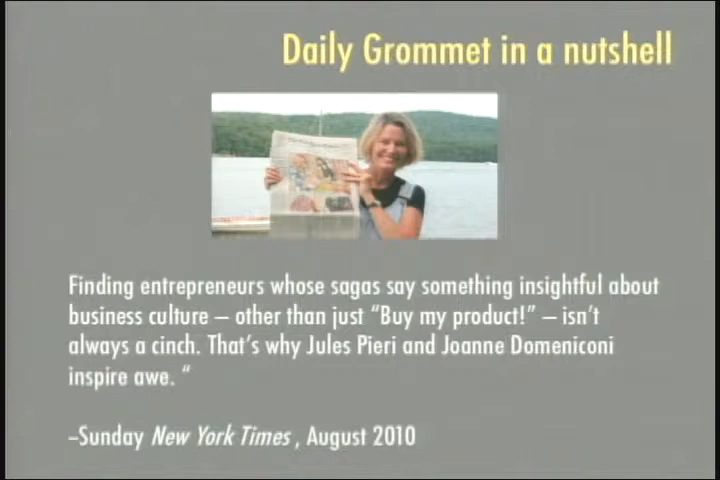 Daily Grommet in a nutshell
Finding entrepreneurs whose sagas say something insightful about
business culture – other than just “Buy my product!” – isn’t
always a cinch. That’s why Jules Pieri and Joanne Domeniconi
inspire awe. “
–Sunday New York Times , August 2010